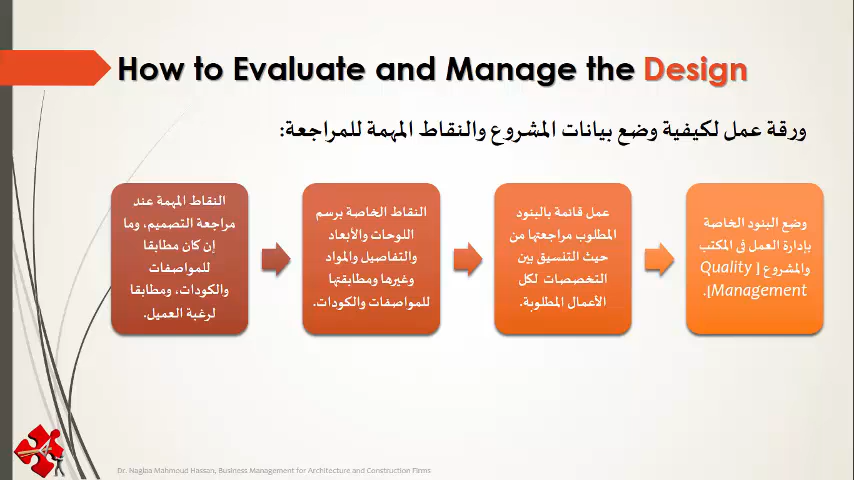 How to Evaluate and Manage the Design
ورقة عمل لكيفية وضع بيانات المشروع والنقاط المهمة للمراجعة:
النقاط المهمة عند
مراجعة التصميم، وما
إن كان مطابقا
للمواصفات
والكودات، ومطابقا
لرغبة العميل.
النقاط الخاصة برسم
اللوحات والأبعاد
والتفاصيل والمواد
وغيرها ومطابقتها
للمواصفات والكودات.
عمل قائمة بالبنود
المطلوب مراجعتها من
حيث التنسيق بين
التخصصات لكل
الأعمال المطلوبة.
وضع البنود الخاصة
بإدارة العمل في المكتب
والمشروع [ Quality
Management].
Dr. Naglaa Mahmoud Hassan, Business Management for Architecture and Construction Firms